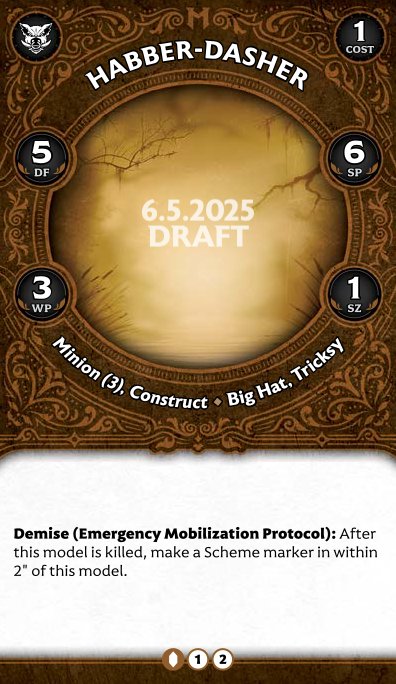 M
1
COST
HABBER-DASHER
5
DF
6
SP
6.5.2025
DRAFT
3
WP
1
SZ
Minion (3), Construct ◆ Big Hat, Tricksy
Demise (Emergency Mobilization Protocol): After
this model is killed, make a Scheme marker in within
2" of this model.
1 2